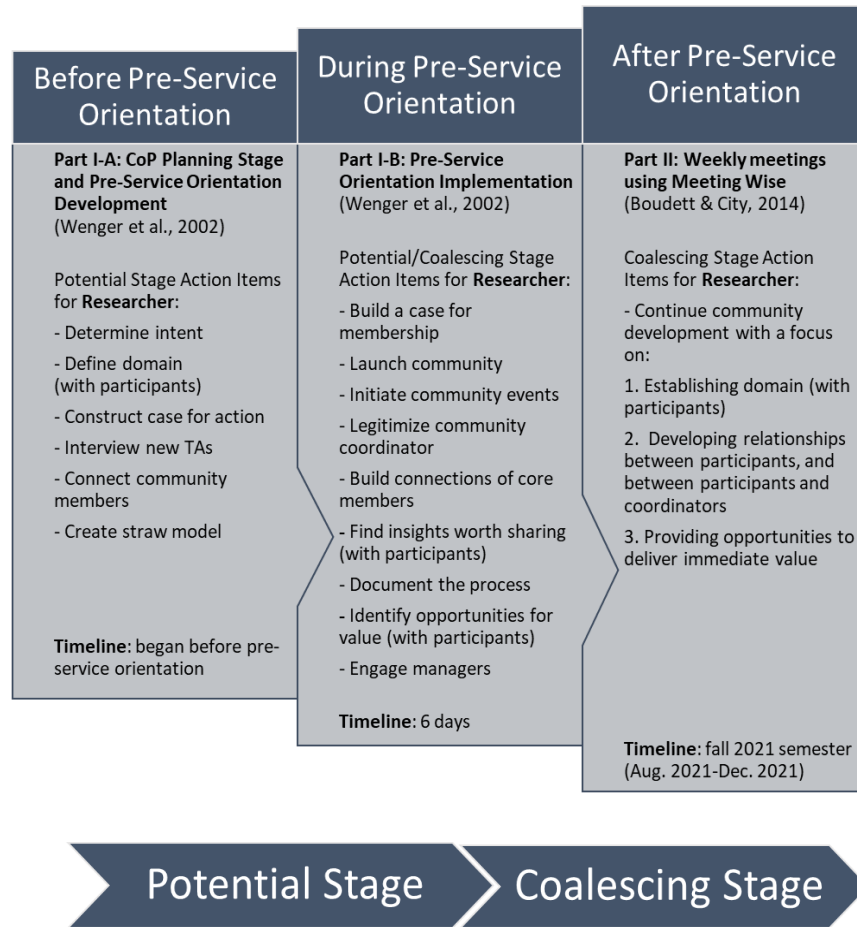 Before Pre-Service
Orientation
Part I-A: CoP Planning Stage
and Pre-Service Orientation
Development
(Wenger et al., 2002)
Potential Stage Action Items
for Researcher:
- Determine intent
- Define domain
(with participants)
- Construct case for action
- Interview new TAs
- Connect community
members
- Create straw model
Timeline: began before pre-
service orientation
During Pre-Service
Orientation
Part I-B: Pre-Service
Orientation Implementation
(Wenger et al., 2002)
Potential/Coalescing Stage
Action Items for Researcher:
- Build a case for
membership
- Launch community
- Initiate community events
- Legitimize community
coordinator
- Build connections of core
members
- Find insights worth sharing
(with participants)
- Document the process
- Identify opportunities for
value (with participants)
- Engage managers
Timeline: 6 days
After Pre-Service
Orientation
Part II: Weekly meetings
using Meeting Wise
(Boudett & City, 2014)
Coalescing Stage Action
Items for Researcher:
- Continue community
development with a focus
on:
1. Establishing domain (with
participants)
2. Developing relationships
between participants, and
between participants and
coordinators
3. Providing opportunities to
deliver immediate value
Timeline: fall 2021 semester
(Aug. 2021-Dec. 2021)
Potential Stage
Coalescing Stage